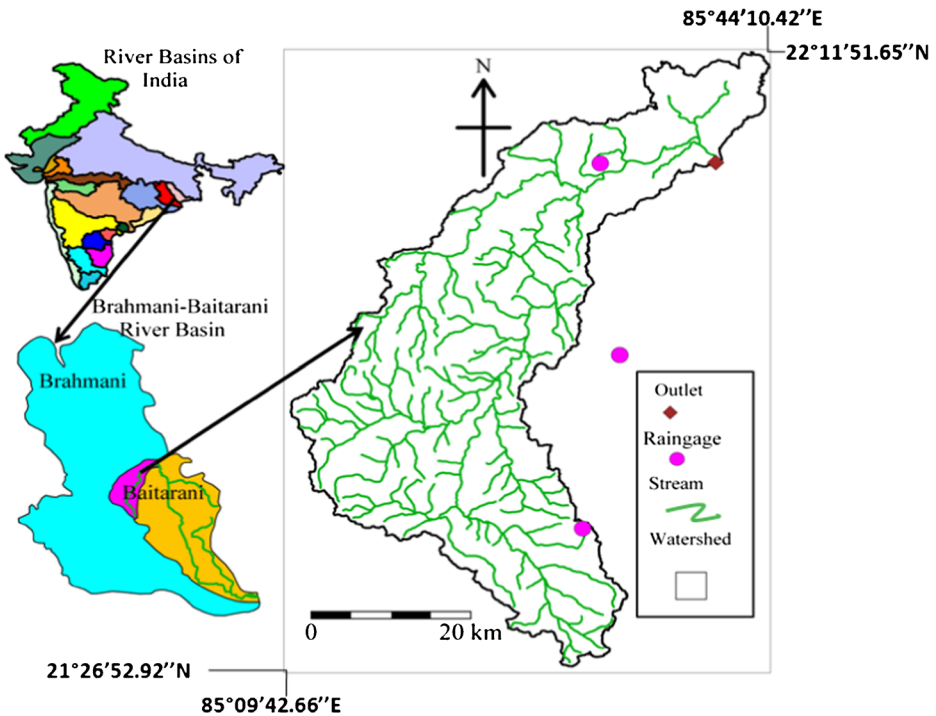 85°44’10.42’’E
22°11’51.65’’N
River Basins of
India
N
Brahmani-Baitarani
River Basin
Brahmani
Baitarani
Outlet
Raingage
Stream
Watershed
0
20 km
21°26’52.92’’N
85°09’42.66’’E